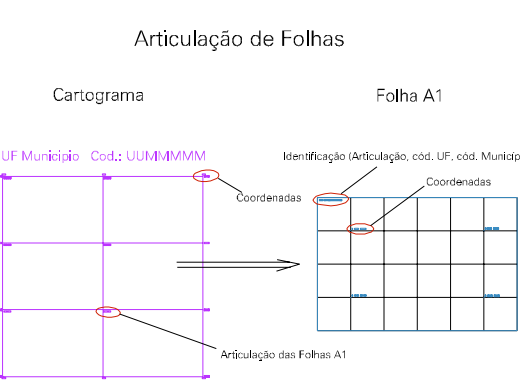 Articulação de Folhas
Cartograma
Folha A1
UF Municipio Cod.: UUMMMMM
Identificação (Articulação, cód. UF, cód. Municíp
Coordenadas
Coordenadas
Articulação das Folhas A1